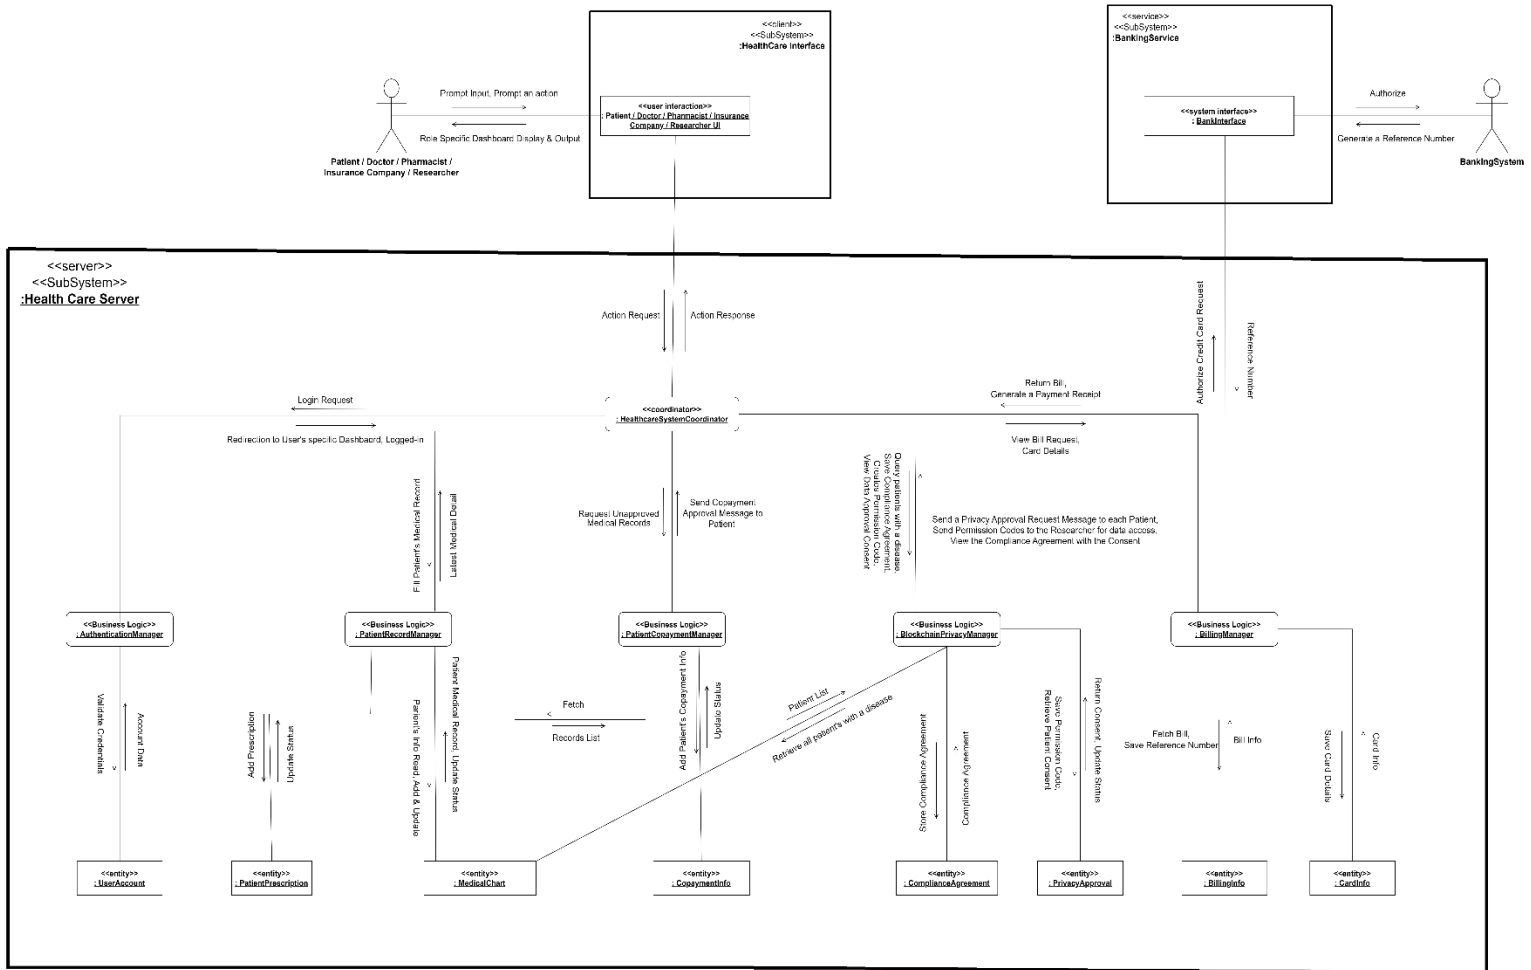 <<client>>
<<SubSystem>>
:HealthCare Interface
<<service>>
<<SubSystem>>
:BankingService
Prompt Input, Prompt an action
Role Specific Dashboard Display & Output
Patient / Doctor / Pharmacist /
Insurance Company / Researcher
<<user interaction>>
: Patient / Doctor / Pharmacist / Insurance
Company / Researcher UI
<<system interface>>
: BankInterface
Authorize
Generate a Reference Number
BankingSystem
<<server>>
<<SubSystem>>
:Health Care Server
Action Request
Action Response
Authorize Credit Card Request
Reference Number
Login Request
Redirection to User's specific Dashboard, Logged-in
<<coordinator>>
: HealthcareSystemCoordinator
Return Bill,
Generate a Payment Receipt
View Bill Request,
Card Details
Fill Patient's Medical Record
Latest Medical Detail
Request Unapproved
Medical Records
Send Copayment
Approval Message to
Patient
Query patients with a disease,
Save Compliance Agreement,
Creates Permission Code,
View Data Approval Consent
Send a Privacy Approval Request Message to each Patient,
Send Permission Codes to the Researcher for data access,
View the Compliance Agreement with the Consent
<<Business Logic>>
: AuthenticationManager
<<Business Logic>>
: PatientRecordManager
<<Business Logic>>
: PatientCopaymentManager
<<Business Logic>>
: BlockchainPrivacyManager
<<Business Logic>>
: BillingManager
Validate Credentials
Account Data
Add Prescription
Update Status
Patient's Info Read, Add & Update
Patient Medical Record, Update Status
Fetch
Records List
Add Patient's Copayment Info
Update Status
Patient List
Retrieve all patient's with a disease
Store Compliance Agreement
Compliance Agreement
Save Permission Code,
Retrieve Patient Consent
Return Consent, Update Status
Fetch Bill,
Save Reference Number
Bill Info
Save Card Details
Card Info
<<entity>>
: UserAccount
<<entity>>
: PatientPrescription
<<entity>>
: MedicalChart
<<entity>>
: CopaymentInfo
<<entity>>
: ComplianceAgreement
<<entity>>
: PrivacyApproval
<<entity>>
: BillingInfo
<<entity>>
: CardInfo